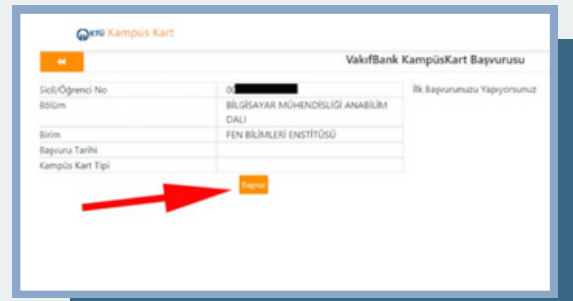 KTÜ Kampüs Kart
VakıfBank KampüsKart Başvurusu
Sicil/Öğrenci No 00 İlk Başvurunuzu Yapıyorsunuz
Bölüm BİLGİSAYAR MÜHENDİSLİĞİ ANABİLİM
DALI
Birim FEN BİLİMLERİ ENSTİTÜSÜ
Başvuru Tarihi
Kampüs Kart Tipi
Başvur